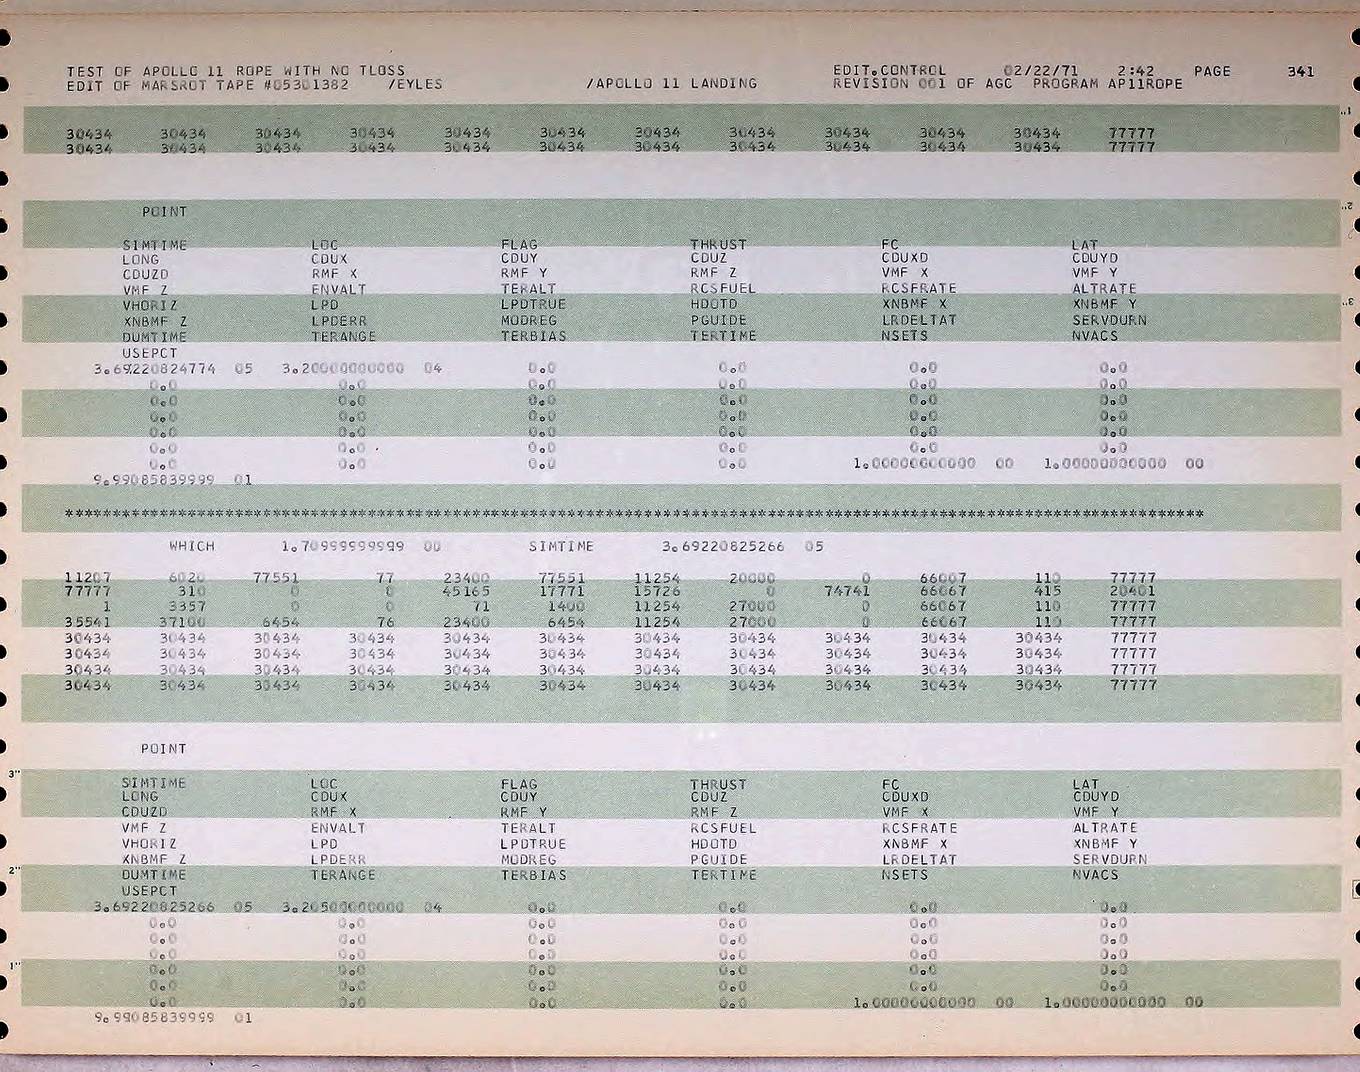 TEST OF APOLLO 11 ROPE WITH NO TLOSS EDIT.CONTROL 02/22/71 2:42 PAGE 341
EDIT OF MARSROT TAPE #05301382 /EYLES /APOLLO 11 LANDING REVISION 001 OF AGC PROGRAM AP11ROPE
30434 30434 30434 30434 30434 30434 30434 30434 30434 30434 30434 77777
30434 30434 30434 30434 30434 30434 30434 30434 30434 30434 30434 77777
POINT
SIMTIME LOC FLAG THRUST FC LAT
LONG CDUX CDUY CDUZ CDUXD CDUYD
CDUZD RMF X RMF Y RMF Z VMF X VMF Y
VMF Z ENVALT TERALT RCSFUEL RCSFRATE ALTRATE
VHORIZ LPD LPDTRUE HDOTD XNBMF X XNBMF Y
XNBMF Z LPDERR MODREG PGUIDE LRDELTAT SERVDURN
DUMTIME TERANGE TERBIAS TERTIME NSETS NVACS
USEPCT
3.69220824774 05 3.20000000000 04 0.0 0.0 0.0 0.0
0.0 0.0 0.0 0.0 0.0 0.0
0.0 0.0 0.0 0.0 0.0 0.0
0.0 0.0 0.0 0.0 0.0 0.0
0.0 0.0 0.0 0.0 0.0 0.0
0.0 0.0 0.0 0.0 0.0 0.0
0.0 0.0 0.0 0.0 1.00000000000 00 1.00000000000 00
9.99085839999 01
************************************************************************************************************************
WHICH 1.70999999999 00 SIMTIME 3.69220825266 05
11207 6020 77551 77 23400 77551 11254 20000 0 66007 110 77777
77777 310 0 0 45165 17771 15726 0 74741 66067 415 20401
1 3357 0 0 71 1400 11254 27000 0 66067 110 77777
35541 37100 6454 76 23400 6454 11254 27000 0 66067 110 77777
30434 30434 30434 30434 30434 30434 30434 30434 30434 30434 30434 77777
30434 30434 30434 30434 30434 30434 30434 30434 30434 30434 30434 77777
30434 30434 30434 30434 30434 30434 30434 30434 30434 30434 30434 77777
30434 30434 30434 30434 30434 30434 30434 30434 30434 30434 30434 77777
POINT
SIMTIME LOC FLAG THRUST FC LAT
LONG CDUX CDUY CDUZ CDUXD CDUYD
CDUZD RMF X RMF Y RMF Z VMF X VMF Y
VMF Z ENVALT TERALT RCSFUEL RCSFRATE ALTRATE
VHORIZ LPD LPDTRUE HDOTD XNBMF X XNBMF Y
XNBMF Z LPDERR MODREG PGUIDE LRDELTAT SERVDURN
DUMTIME TERANGE TERBIAS TERTIME NSETS NVACS
USEPCT
3.69220825266 05 3.20500000000 04 0.0 0.0 0.0 0.0
0.0 0.0 0.0 0.0 0.0 0.0
0.0 0.0 0.0 0.0 0.0 0.0
0.0 0.0 0.0 0.0 0.0 0.0
0.0 0.0 0.0 0.0 0.0 0.0
0.0 0.0 0.0 0.0 0.0 0.0
0.0 0.0 0.0 0.0 1.00000000000 00 1.00000000000 00
9.99085839999 01
3"
2"
1"
1"
2"
3"